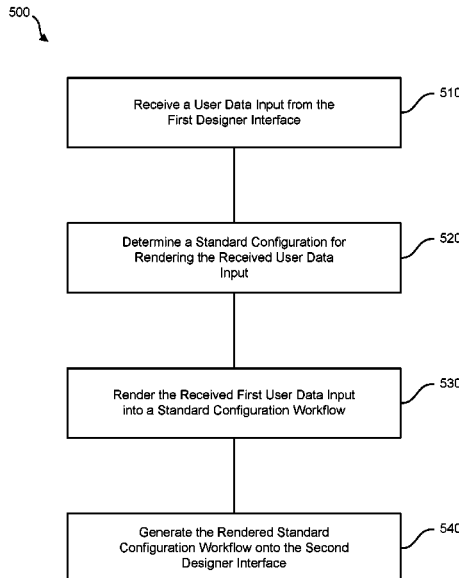 500
Receive a User Data Input from the
First Designer Interface
510
Determine a Standard Configuration for
Rendering the Received User Data
Input
520
Render the Received First User Data Input
into a Standard Configuration Workflow
530
Generate the Rendered Standard
Configuration Workflow onto the Second
Designer Interface
540